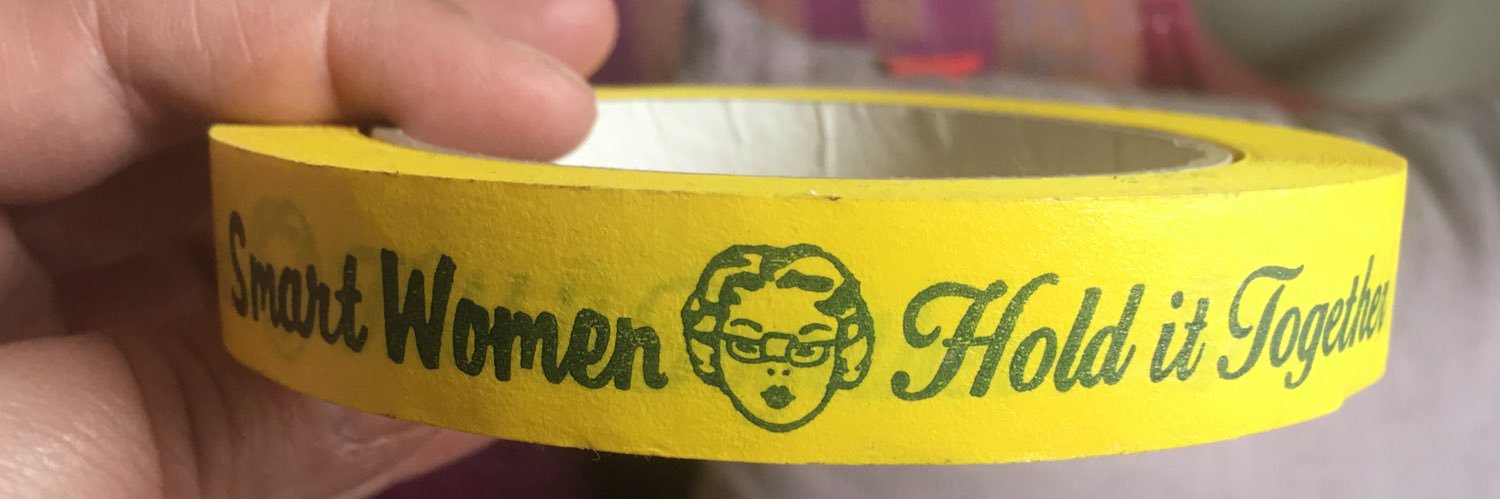 Smart Women Hold it Together